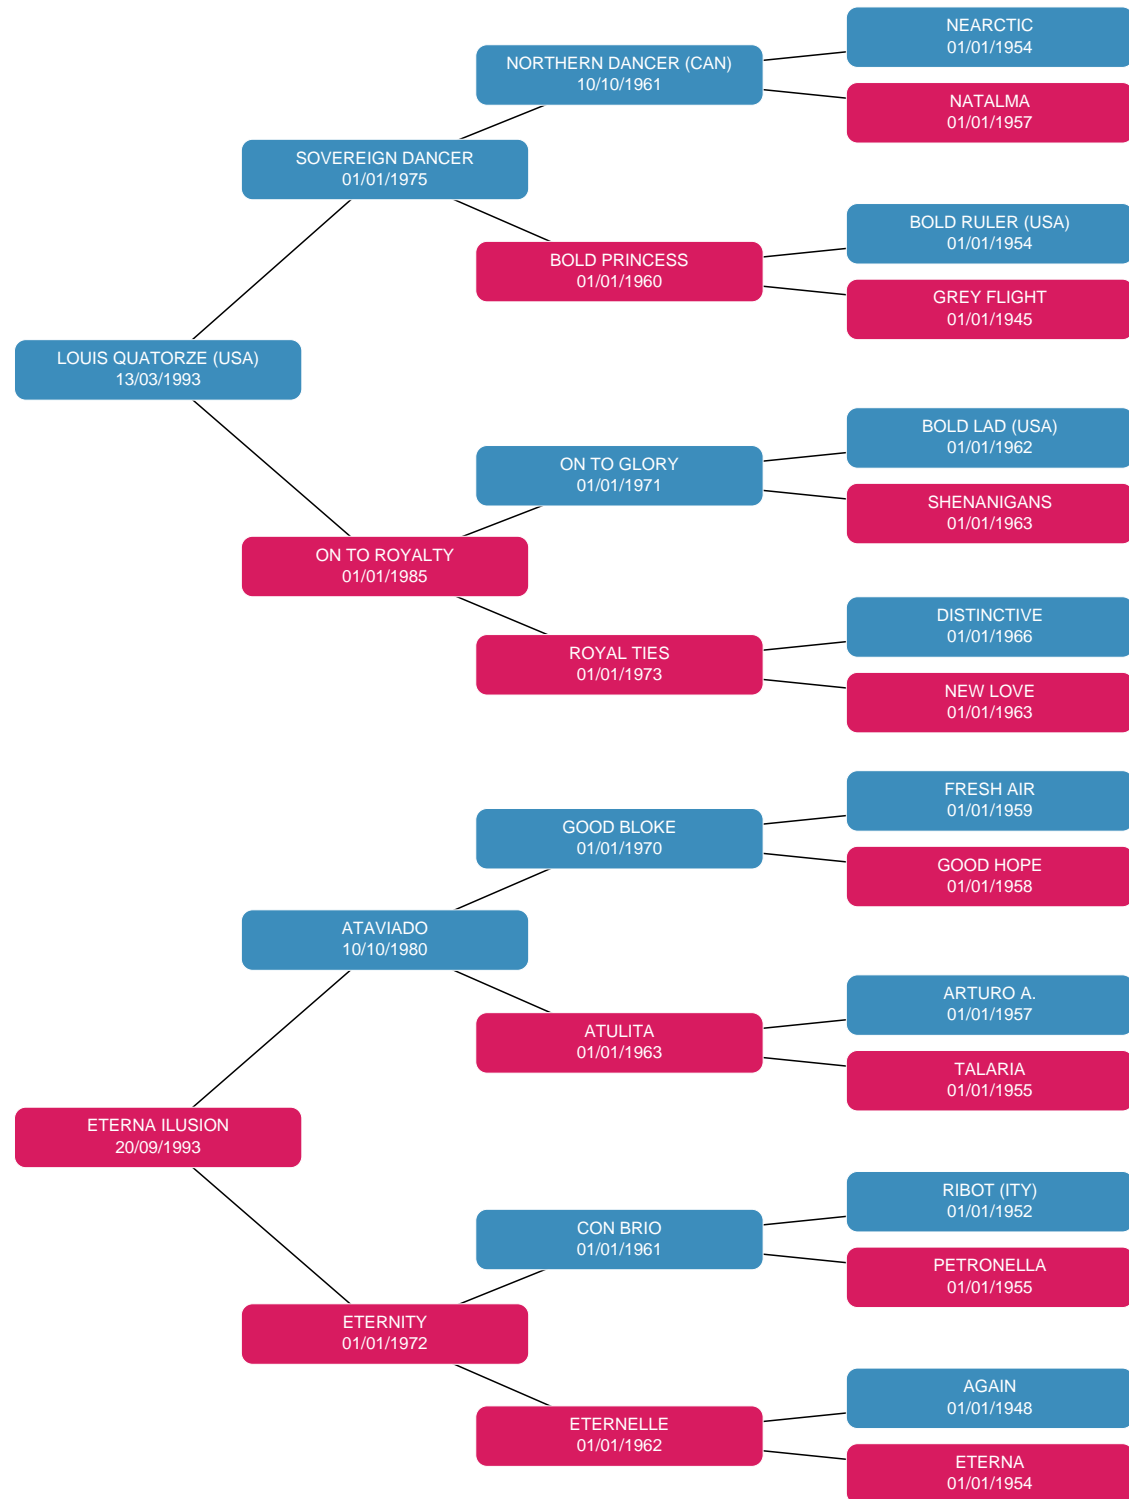 NEARCTIC
01/01/1954
NORTHERN DANCER (CAN)
10/10/1961
NATALMA
01/01/1957
SOVEREIGN DANCER
01/01/1975
BOLD RULER (USA)
01/01/1954
BOLD PRINCESS
01/01/1960
GREY FLIGHT
01/01/1945
LOUIS QUATORZE (USA)
13/03/1993
BOLD LAD (USA)
01/01/1962
ON TO GLORY
01/01/1971
SHENANIGANS
01/01/1963
ON TO ROYALTY
01/01/1985
DISTINCTIVE
01/01/1966
ROYAL TIES
01/01/1973
NEW LOVE
01/01/1963
FRESH AIR
01/01/1959
GOOD BLOKE
01/01/1970
GOOD HOPE
01/01/1958
ATAVIADO
10/10/1980
ARTURO A.
01/01/1957
ATULITA
01/01/1963
TALARIA
01/01/1955
ETERNA ILUSION
20/09/1993
RIBOT (ITY)
01/01/1952
CON BRIO
01/01/1961
PETRONELLA
01/01/1955
ETERNITY
01/01/1972
AGAIN
01/01/1948
ETERNELLE
01/01/1962
ETERNA
01/01/1954